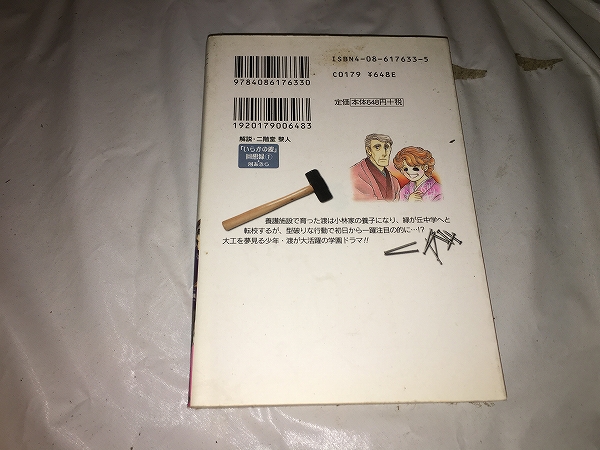 ISBN4-08-617633-5
C0179 ¥648E
9784086176330
定価 本体648円+税
1920179006483
解説・二階堂 黎人
『いらかの波』
回想録①
養護施設で育った渡は小林家の養子になり、緑が丘中学へと
転校するが、型破りな行動で初日から一躍注目の的に…!?
大工を夢見る少年・渡が大活躍の学園ドラマ!!